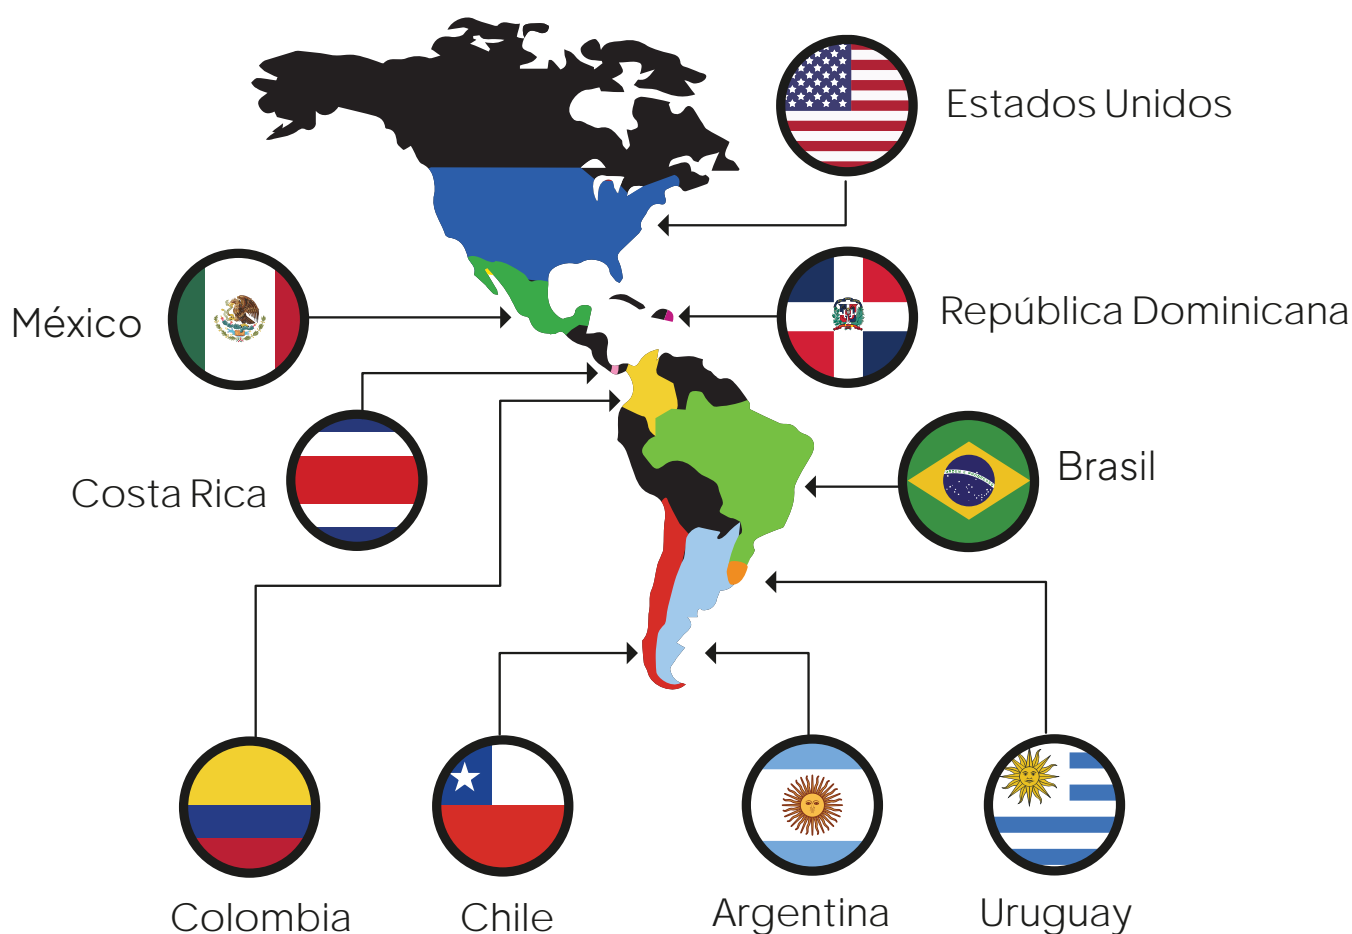 Estados Unidos
México
República Dominicana
Costa Rica
Brasil
Colombia
Chile
Argentina
Uruguay